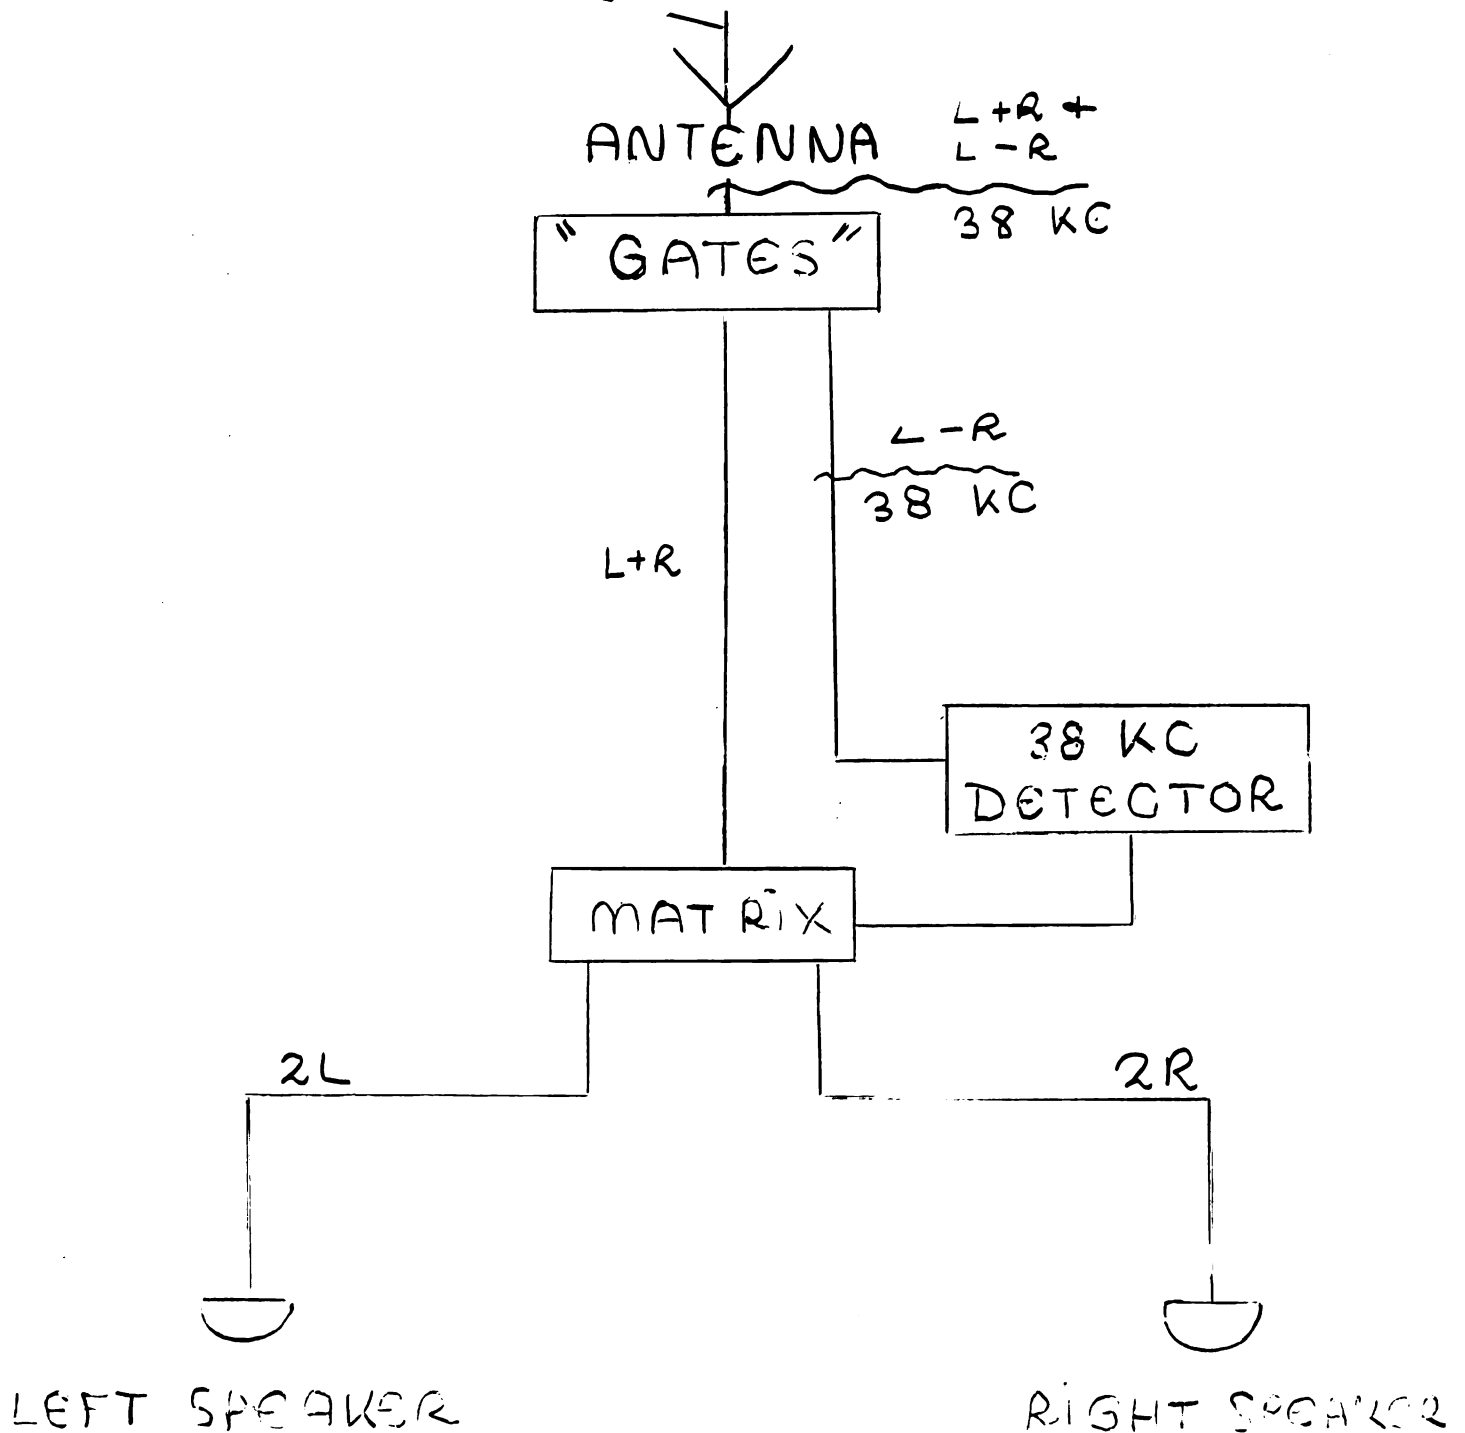 ANTENNA
L+R +
L-R
38 KC
"GATES"
L-R
38 KC
L+R
38 KC
DETECTOR
MATRIX
2L
2R
LEFT SPEAKER
RIGHT SPEAKER